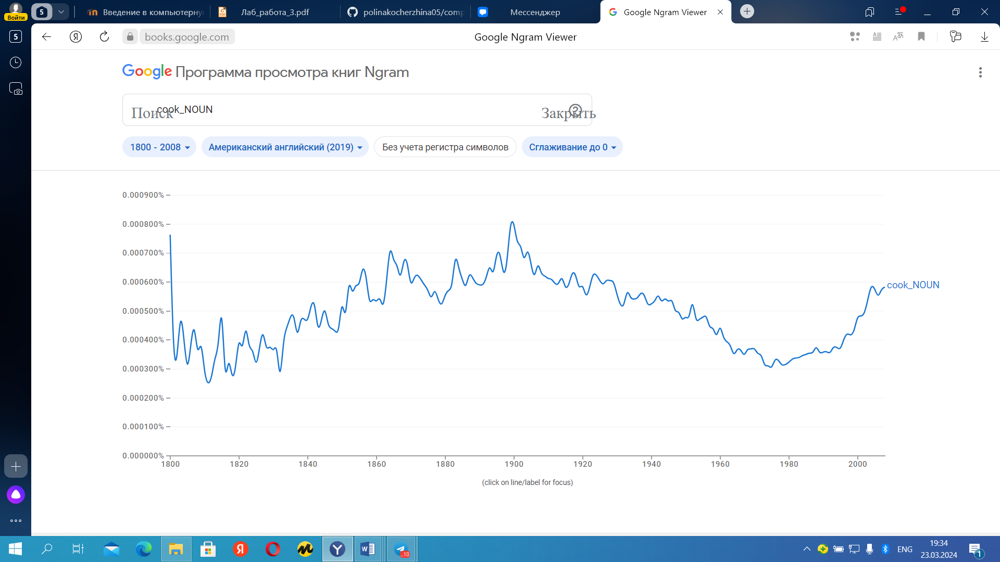 Войти
5
Введение в компьютерну
Лаб_работа_3.pdf
polinakocherzhina05/comp
Мессенджер
Google Ngram Viewer
5
books.google.com
Google Ngram Viewer
Google Программа просмотра книг Ngram
Поиск
cook_NOUN
Закрыть
1800 - 2008
Американский английский (2019)
Без учета регистра символов
Сглаживание до 0
0.000900%
0.000800%
0.000700%
0.000600%
0.000500%
0.000400%
0.000300%
0.000200%
0.000100%
0.000000%
cook_NOUN
1800 1820 1840 1860 1880 1900 1920 1940 1960 1980 2000
(click on line/label for focus)
ENG
19:34
23.03.2024
1
...10